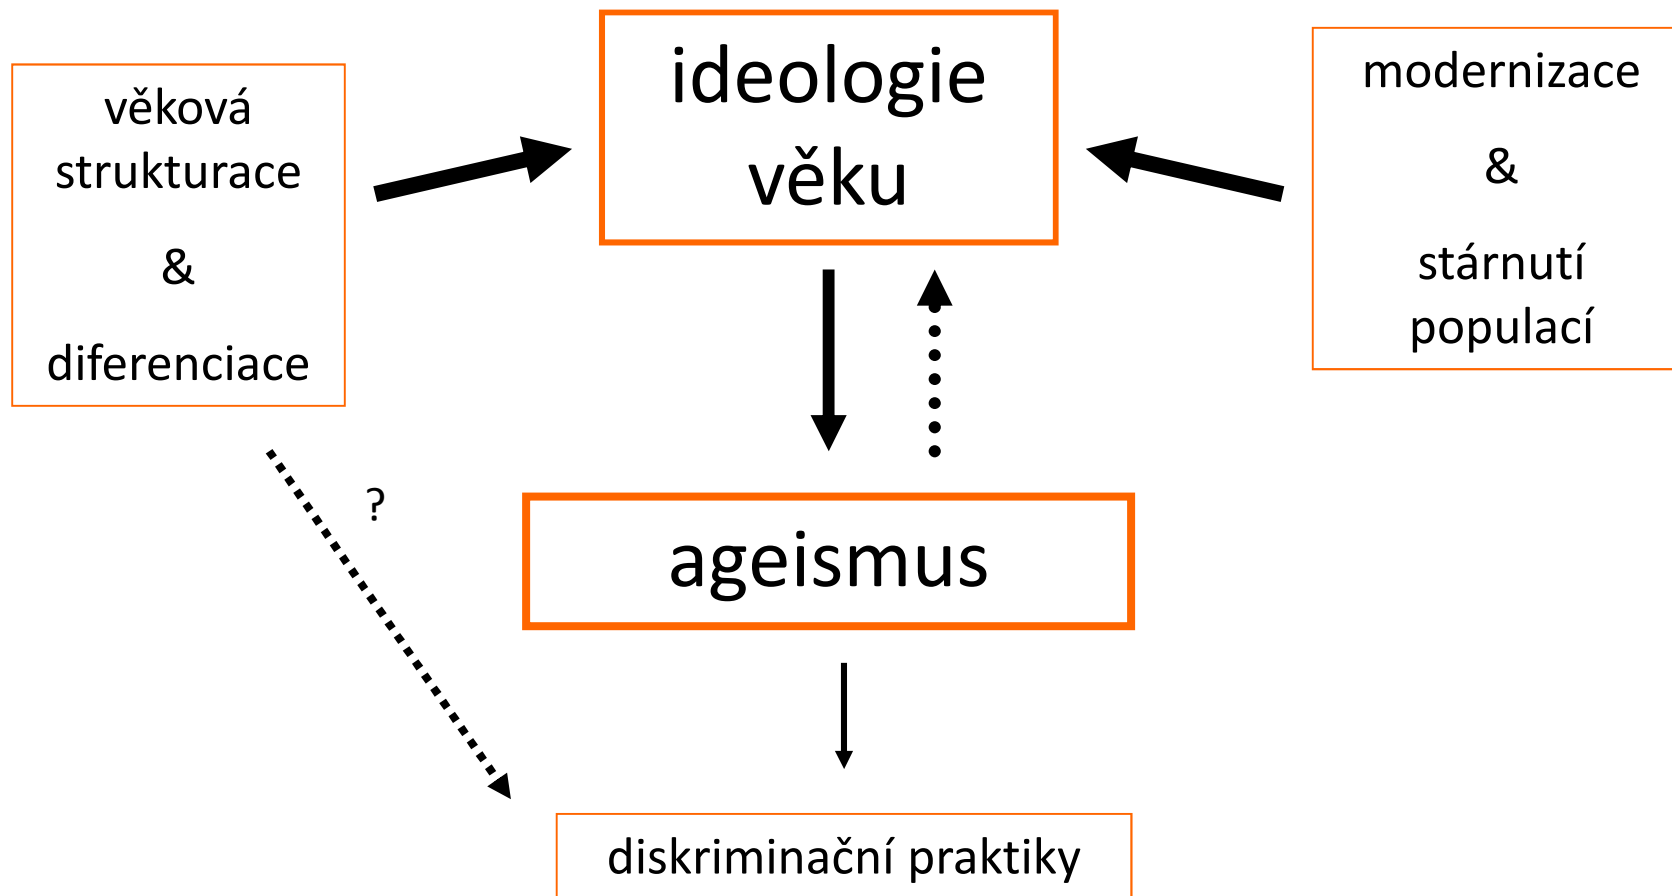 věková
strukturace
&
diferenciace
ideologie
věku
modernizace
&
stárnutí
populací
?
ageismus
diskriminační praktiky